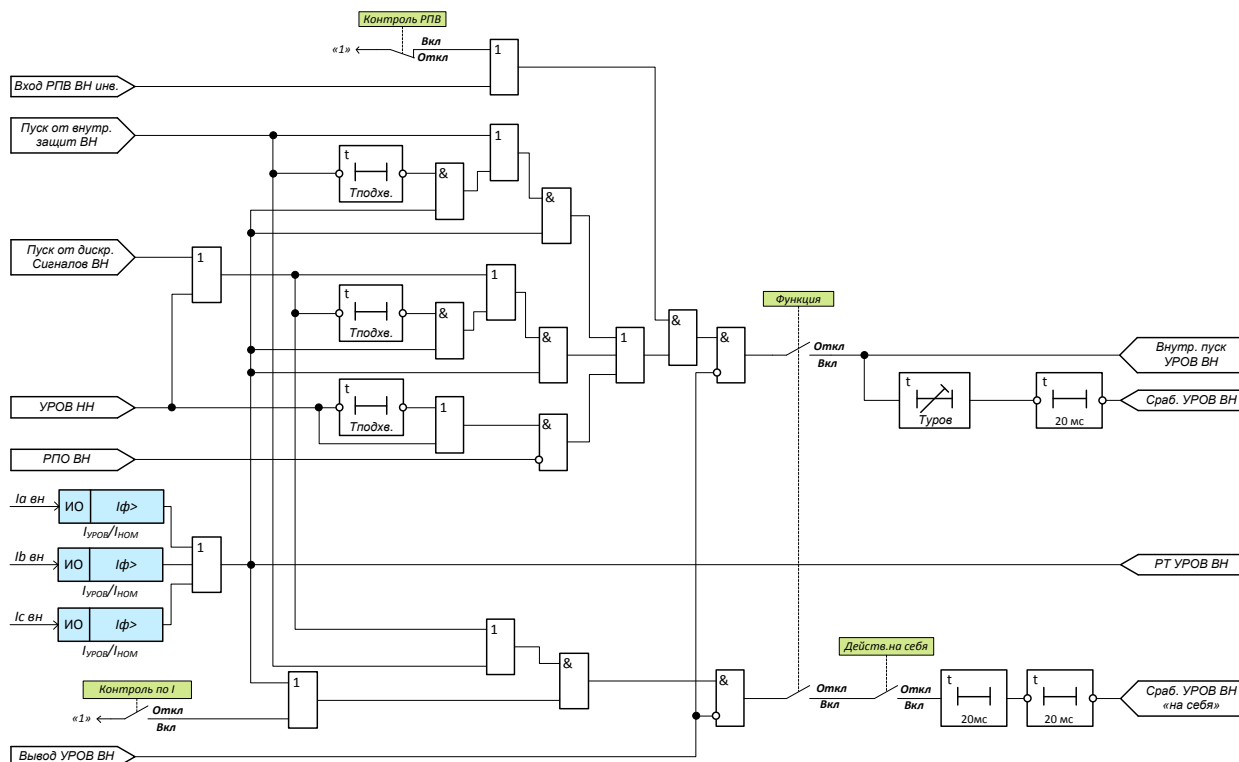 Контроль РПВ
«1»
Вкл
Откл
1
Вход РПВ ВН инв.
Пуск от внутр.
защит ВН
1
t
Тподхв.
&
&
Пуск от дискр.
Сигналов ВН
1
1
t
Тподхв.
&
&
1
&
&
Функция
Откл
Вкл
Внутр. пуск
УРОВ ВН
t
Туров
t
20 мс
Сраб. УРОВ ВН
УРОВ НН
t
Тподхв.
1
&
РПО ВН
Ia вн
ИО
Iф>
IУРОВ/IНОМ
Ib вн
ИО
Iф>
IУРОВ/IНОМ
Ic вн
ИО
Iф>
IУРОВ/IНОМ
1
РТ УРОВ ВН
1
&
1
Контроль по I
«1»
Откл
Вкл
&
Действ.на себя
Откл
Вкл
Откл
Вкл
t
20мс
t
20 мс
Сраб. УРОВ ВН
«на себя»
Вывод УРОВ ВН